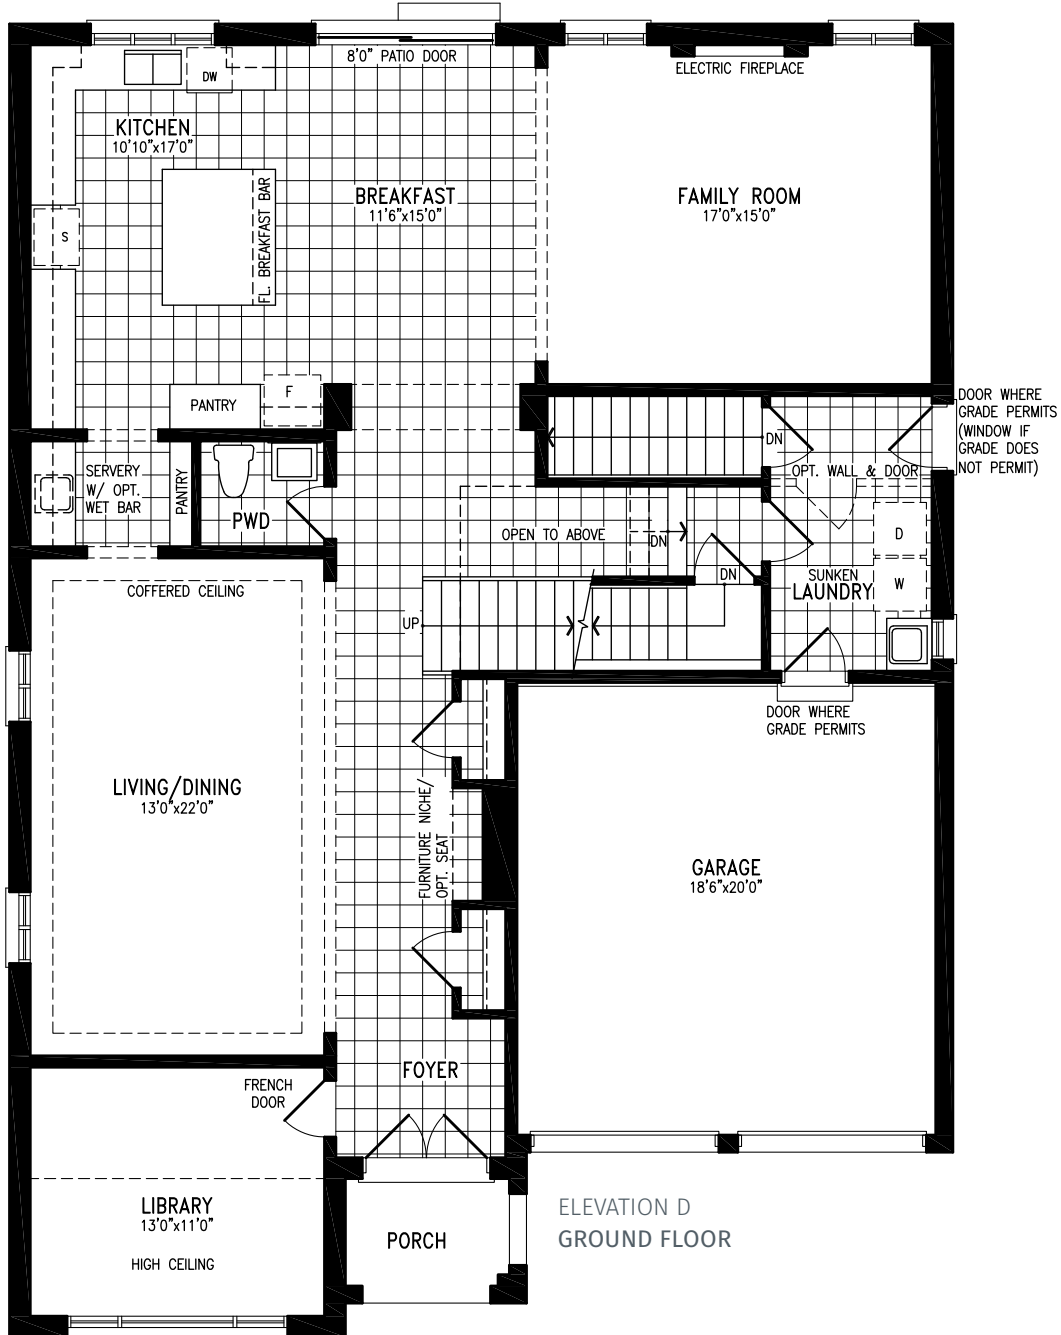 8'0" PATIO DOOR
ELECTRIC FIREPLACE
DW
KITCHEN
10'10"x17'0"
BREAKFAST
11'6"x15'0"
FAMILY ROOM
17'0"x15'0"
S
FL. BREAKFAST BAR
F
PANTRY
DOOR WHERE
GRADE PERMITS
(WINDOW IF
GRADE DOES
NOT PERMIT)
DN
OPT. WALL & DOOR
SERVERY
W/ OPT.
WET BAR
PANTRY
PWD
OPEN TO ABOVE
DN
D
DN
SUNKEN
LAUNDRY
W
COFFERED CEILING
UP
DOOR WHERE
GRADE PERMITS
LIVING/DINING
13'0"x22'0"
FURNITURE NICHE/
OPT. SEAT
GARAGE
18'6"x20'0"
FOYER
FRENCH
DOOR
LIBRARY
13'0"x11'0"
HIGH CEILING
PORCH
ELEVATION D
GROUND FLOOR